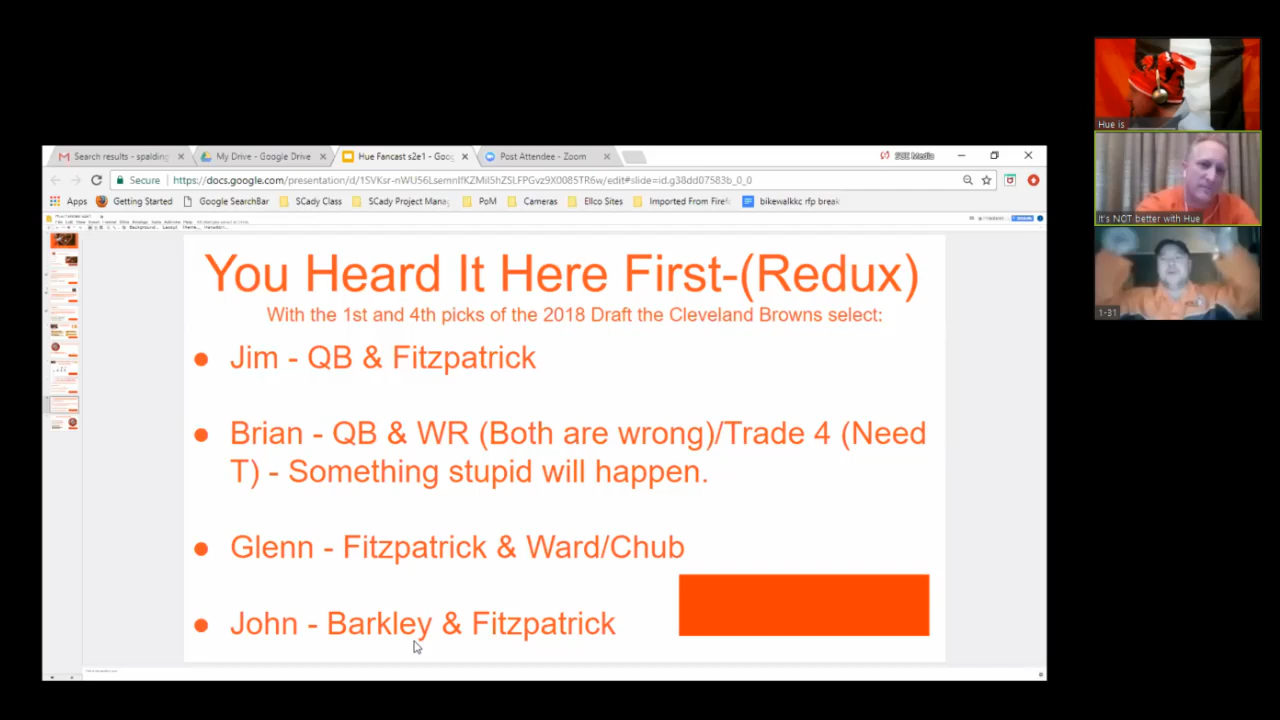 Search results - spalding
My Drive - Google Drive
Hue Fancast s2e1 - Goo
Post Attendee - Zoom
Secure
https://docs.google.com/presentation/d/1SVKsr-nWU56LsemnIfKZMil5hZSLFPGvz9X0085TR6w/edit#slide=id.g38dd07583b_0_0
Apps
Getting Started
Google SearchBar
SCady Class
SCady Project Manag
PoM
Cameras
Ellco Sites
Imported From Firef
bikewalkkc rfp break
You Heard It Here First-(Redux)
With the 1st and 4th picks of the 2018 Draft the Cleveland Browns select:
● Jim - QB & Fitzpatrick
● Brian - QB & WR (Both are wrong)/Trade 4 (Need
T) - Something stupid will happen.
● Glenn - Fitzpatrick & Ward/Chub
● John - Barkley & Fitzpatrick
Hue is ________
It's NOT better with Hue
1-31